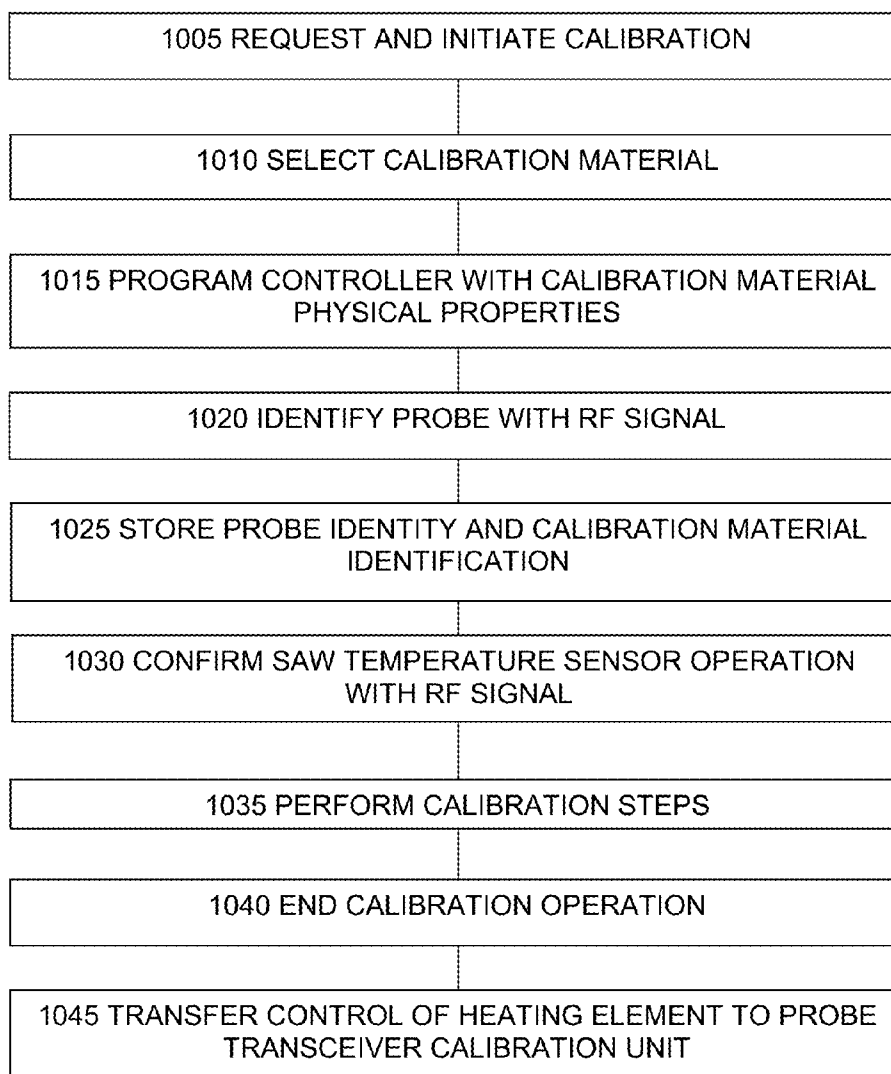 1005 REQUEST AND INITIATE CALIBRATION
1010 SELECT CALIBRATION MATERIAL
1015 PROGRAM CONTROLLER WITH CALIBRATION MATERIAL
PHYSICAL PROPERTIES
1020 IDENTIFY PROBE WITH RF SIGNAL
1025 STORE PROBE IDENTITY AND CALIBRATION MATERIAL
IDENTIFICATION
1030 CONFIRM SAW TEMPERATURE SENSOR OPERATION
WITH RF SIGNAL
1035 PERFORM CALIBRATION STEPS
1040 END CALIBRATION OPERATION
1045 TRANSFER CONTROL OF HEATING ELEMENT TO PROBE
TRANSCEIVER CALIBRATION UNIT